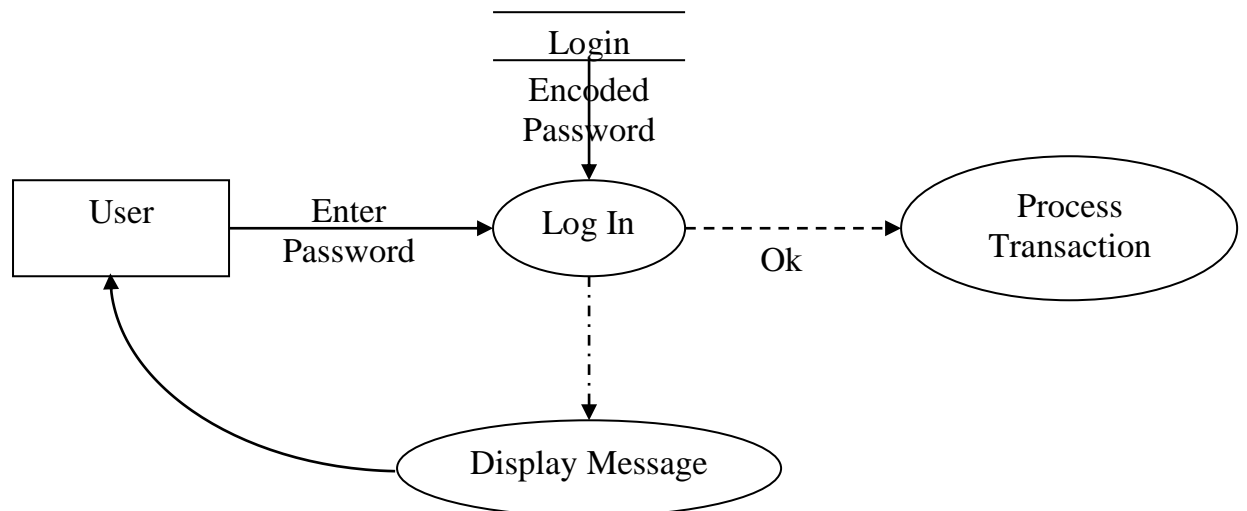 Login
Encoded
Password
User
Enter
Password
Log In
Ok
Process
Transaction
Display Message